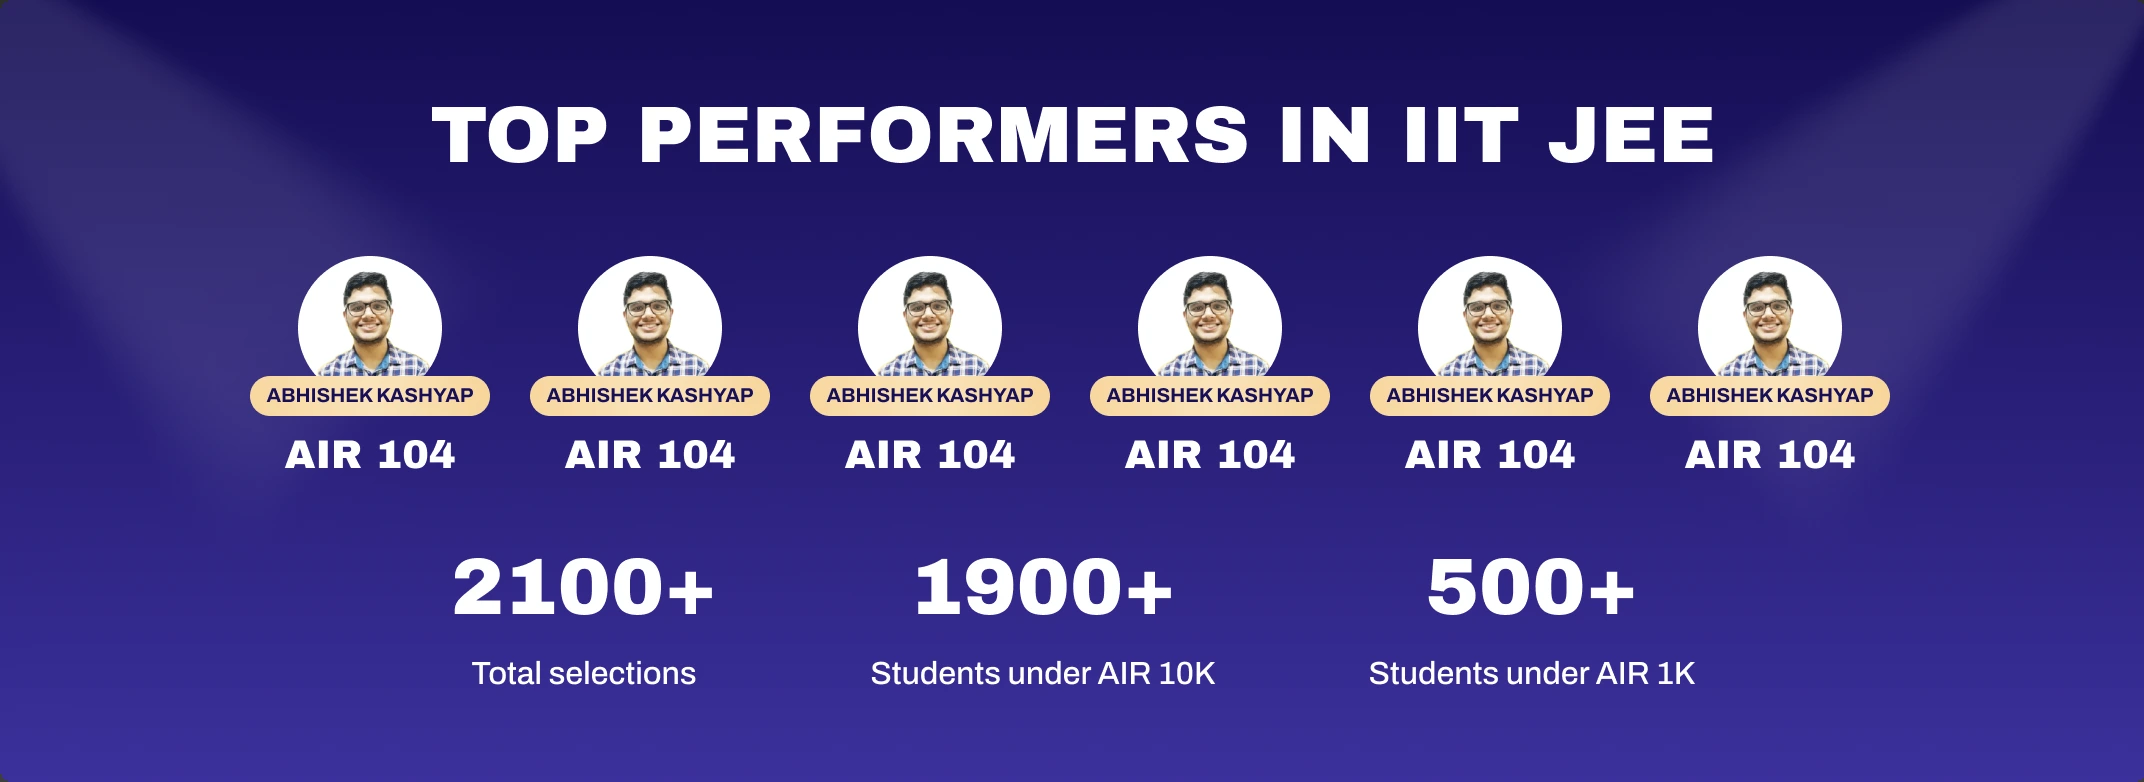 TOP PERFORMERS IN IIT JEE
ABHISHEK KASHYAP ABHISHEK KASHYAP ABHISHEK KASHYAP ABHISHEK KASHYAP ABHISHEK KASHYAP ABHISHEK KASHYAP
AIR 104 AIR 104 AIR 104 AIR 104 AIR 104 AIR 104
2100+ 1900+ 500+
Total selections Students under AIR 10K Students under AIR 1K